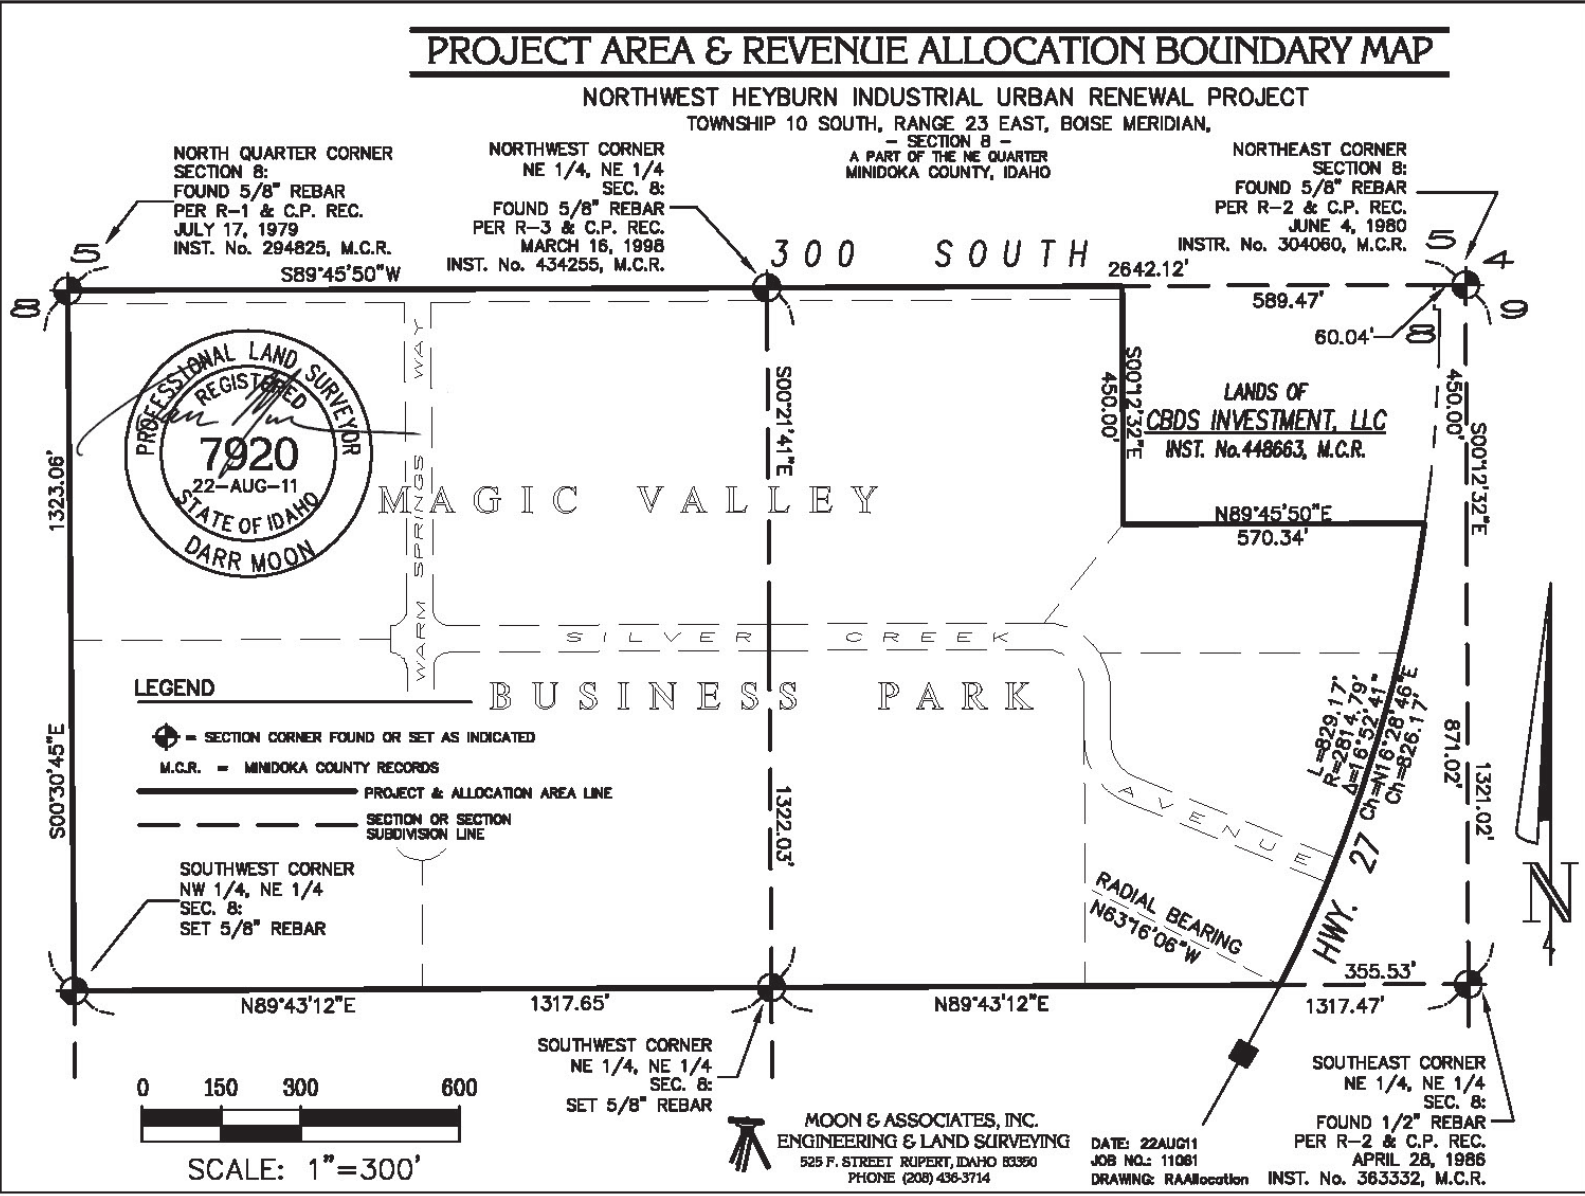 PROJECT AREA & REVENUE ALLOCATION BOUNDARY MAP
NORTHWEST HEYBURN INDUSTRIAL URBAN RENEWAL PROJECT
TOWNSHIP 10 SOUTH, RANGE 23 EAST, BOISE MERIDIAN,
- SECTION 8 -
A PART OF THE NE QUARTER
MINIDOKA COUNTY, IDAHO
NORTH QUARTER CORNER
SECTION 8:
FOUND 5/8" REBAR
PER R-1 & C.P. REC.
JULY 17, 1979
INST. No. 294825, M.C.R.
NORTHWEST CORNER
NE 1/4, NE 1/4
SEC. 8:
FOUND 5/8" REBAR
PER R-3 & C.P. REC.
MARCH 16, 1998
INST. No. 434255, M.C.R.
NORTHEAST CORNER
SECTION 8:
FOUND 5/8" REBAR
PER R-2 & C.P. REC.
JUNE 4, 1980
INSTR. No. 304060, M.C.R.
5
8
S89°45'50"W
300 SOUTH
2642.12'
589.47'
60.04'
5
4
8
9
PROFESSIONAL LAND SURVEYOR
REGISTERED
7920
22-AUG-11
STATE OF IDAHO
DARR MOON
WARM SPRINGS WAY
1323.06'
S00°30'45"E
S00°21'41"E
1322.03'
S00°12'32"E
450.00'
LANDS OF
CBDS INVESTMENT, LLC
INST. No.448663, M.C.R.
450.00'
S00°12'32"E
N89°45'50"E
570.34'
MAGIC VALLEY
BUSINESS PARK
SILVER CREEK
AVENUE
L=829.17'
R=2814.79'
Δ=16°52'41"
Ch=N16°28'46"E
Ch=826.17'
871.02'
1321.02'
HWY. 27
RADIAL BEARING
N63°16'06"W
LEGEND
= SECTION CORNER FOUND OR SET AS INDICATED
M.C.R. = MINIDOKA COUNTY RECORDS
PROJECT & ALLOCATION AREA LINE
SECTION OR SECTION
SUBDIVISION LINE
SOUTHWEST CORNER
NW 1/4, NE 1/4
SEC. 8:
SET 5/8" REBAR
N89°43'12"E
1317.65'
N89°43'12"E
355.53'
1317.47'
N
SOUTHWEST CORNER
NE 1/4, NE 1/4
SEC. 8:
SET 5/8" REBAR
SOUTHEAST CORNER
NE 1/4, NE 1/4
SEC. 8:
FOUND 1/2" REBAR
PER R-2 & C.P. REC.
APRIL 28, 1986
INST. No. 363332, M.C.R.
0 150 300 600
SCALE: 1"=300'
MOON & ASSOCIATES, INC.
ENGINEERING & LAND SURVEYING
525 F. STREET RUPERT, IDAHO 83350
PHONE (208) 436-3714
DATE: 22AUG11
JOB NO.: 11061
DRAWING: RAAllocation